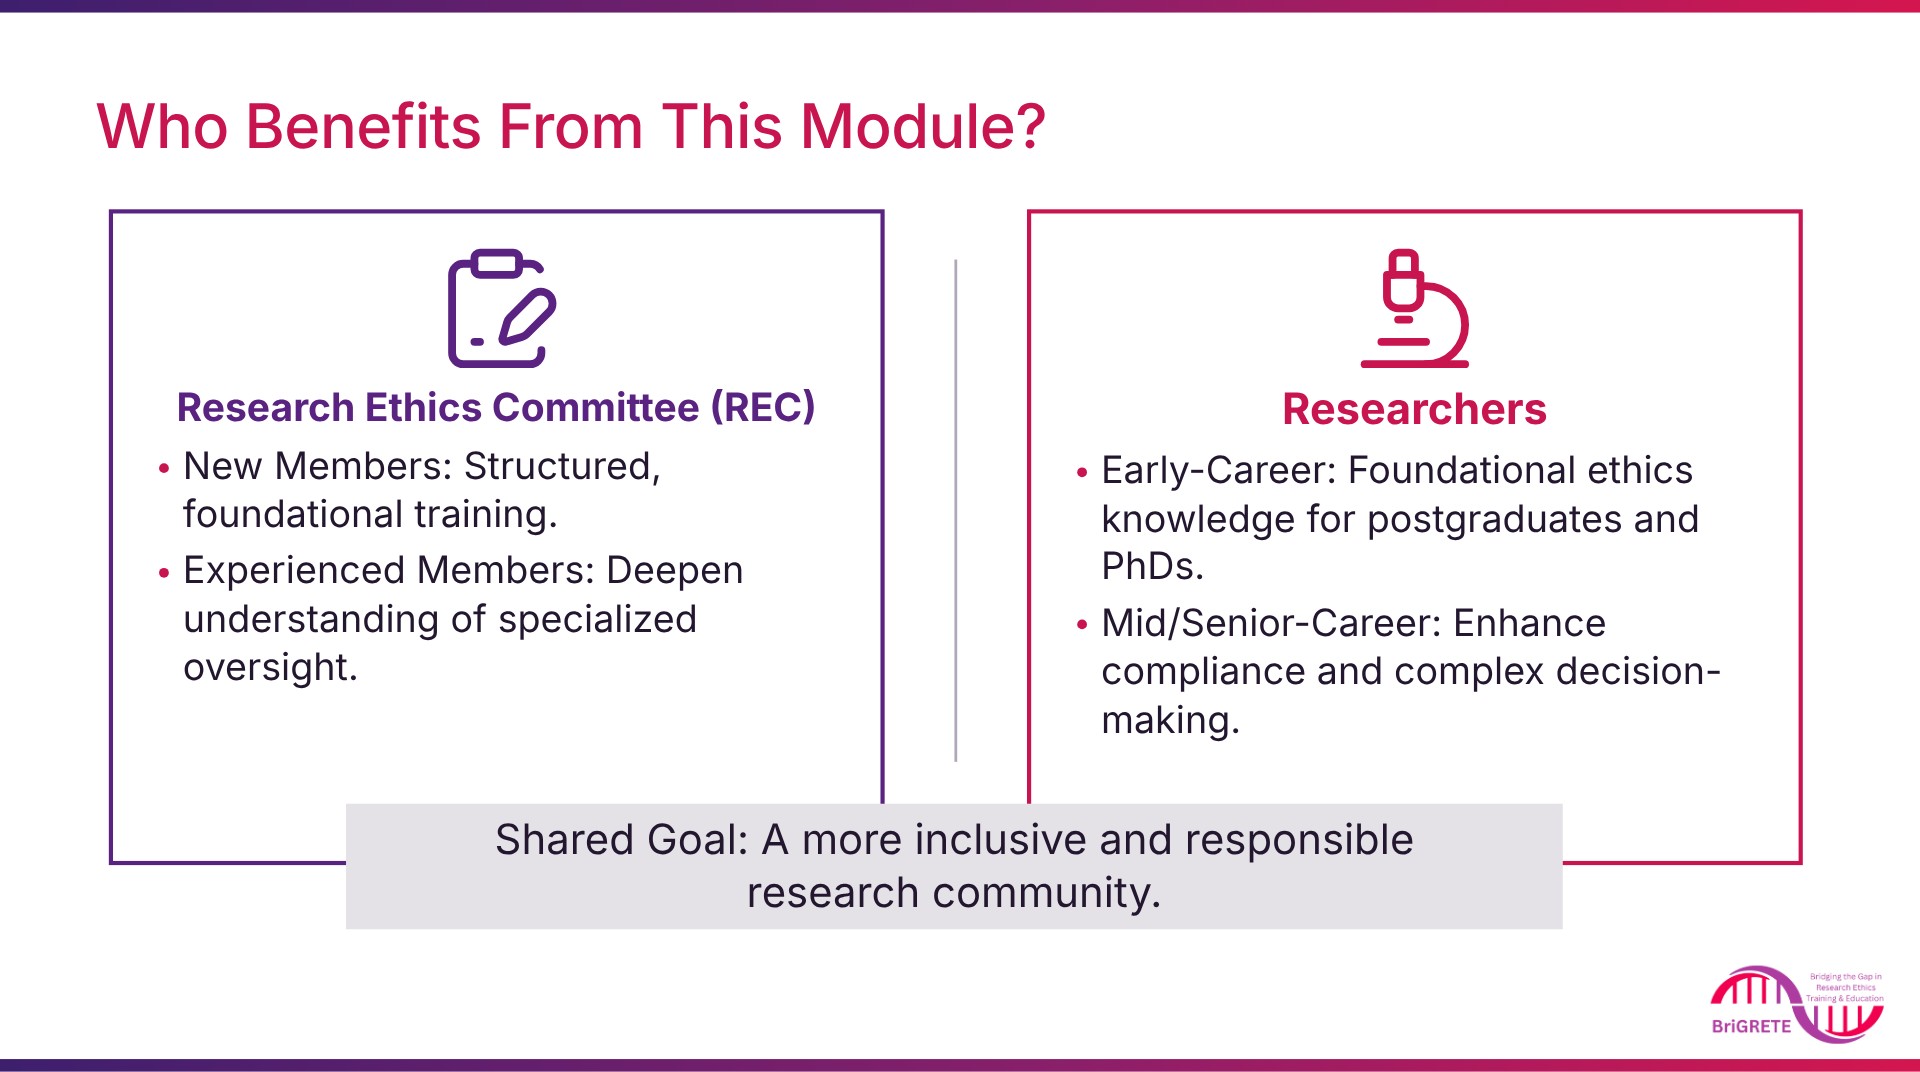 Who Benefits From This Module?
Research Ethics Committee (REC)
• New Members: Structured,
foundational training.
• Experienced Members: Deepen
understanding of specialized
oversight.
Researchers
• Early-Career: Foundational ethics
knowledge for postgraduates and
PhDs.
• Mid/Senior-Career: Enhance
compliance and complex decision-
making.
Shared Goal: A more inclusive and responsible
research community.
Bridging the Gap in
Research Ethics
Training & Education
BriGRETE